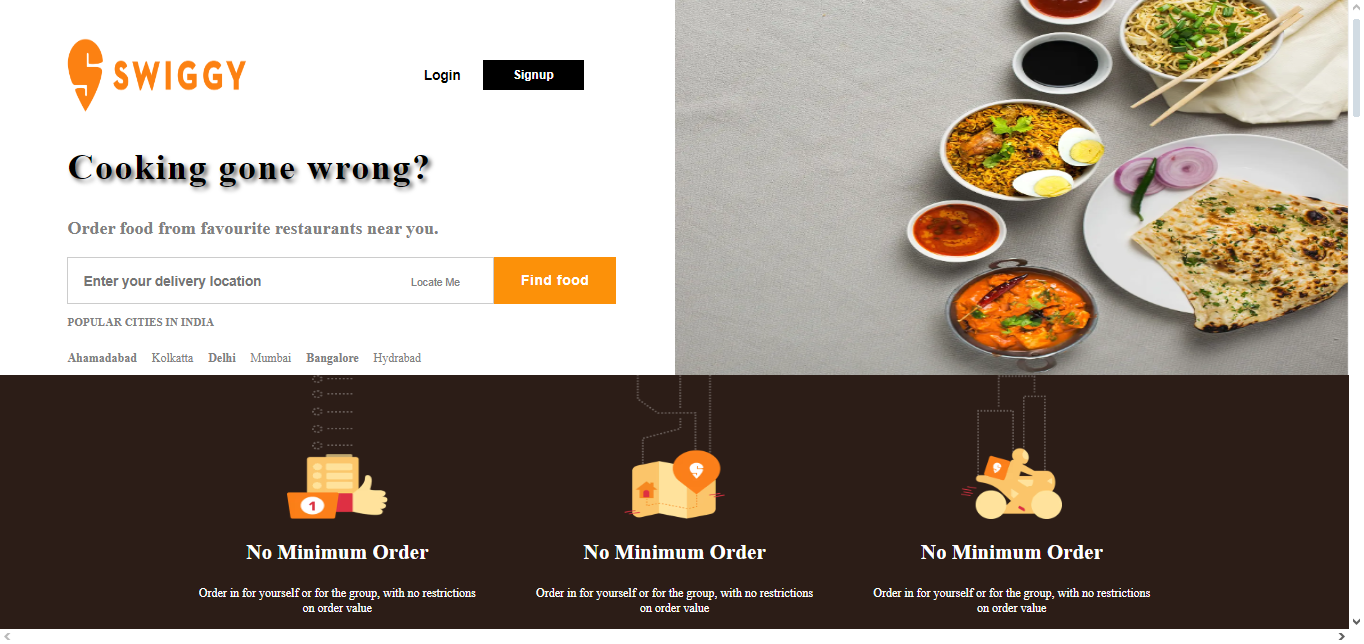 SWIGGY
Login
Signup
Cooking gone wrong?
Order food from favourite restaurants near you.
Enter your delivery location
Locate Me
Find food
POPULAR CITIES IN INDIA
Ahamadabad Kolkatta Delhi Mumbai Bangalore Hydrabad
1
No Minimum Order
Order in for yourself or for the group, with no restrictions
on order value
No Minimum Order
Order in for yourself or for the group, with no restrictions
on order value
No Minimum Order
Order in for yourself or for the group, with no restrictions
on order value